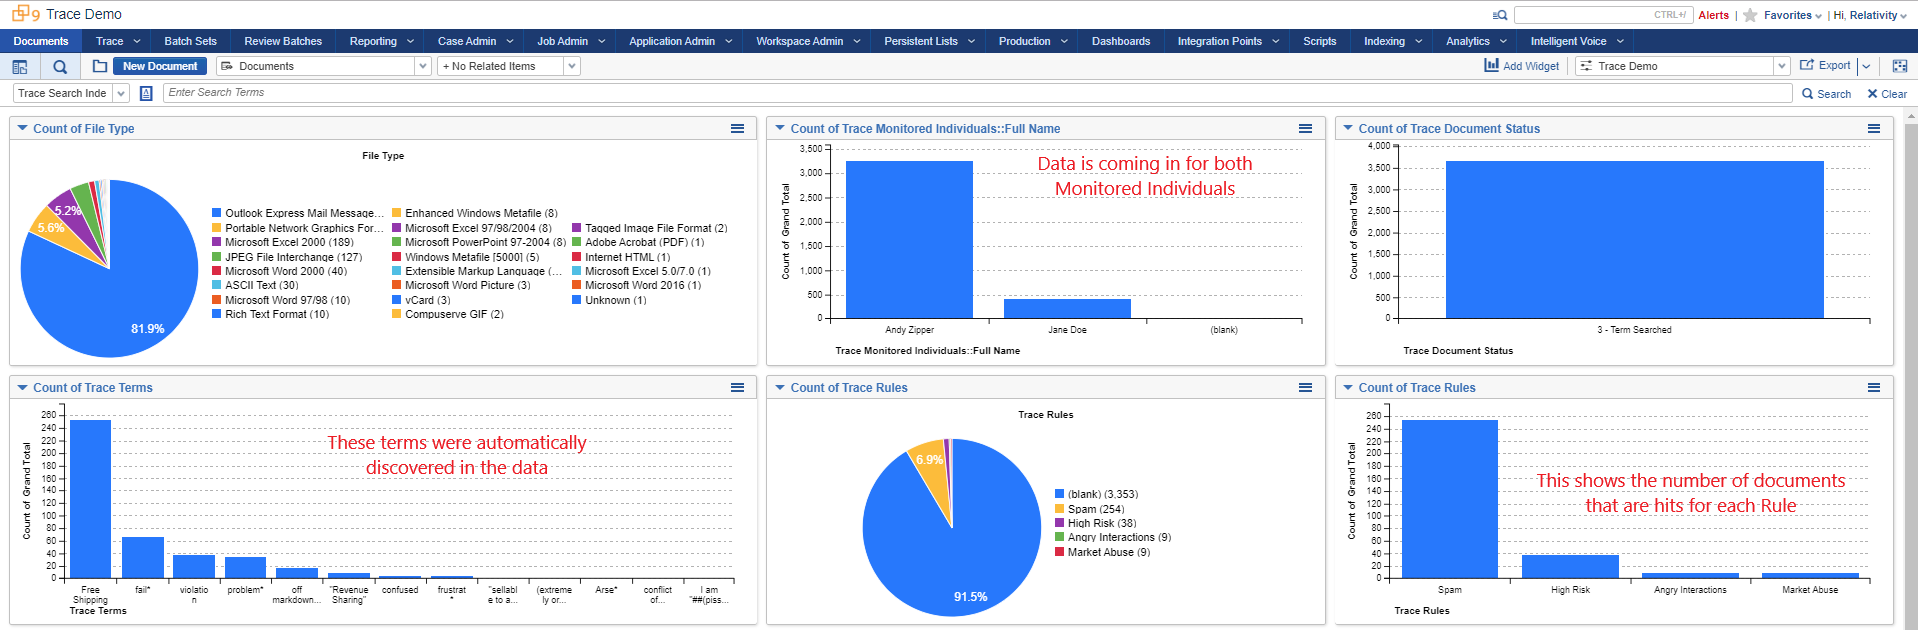 9 Trace Demo
CTRL+/ Alerts | Favorites | Hi, Relativity
Documents Trace Batch Sets Review Batches Reporting Case Admin Job Admin Application Admin Workspace Admin Persistent Lists Production Dashboards Integration Points Scripts Indexing Analytics Intelligent Voice
New Document Documents + No Related Items Add Widget Trace Demo Export
Trace Search Inde Enter Search Terms Search Clear
Count of File Type
File Type
5.2%
5.6%
81.9%
Outlook Express Mail Message...
Portable Network Graphics For...
Microsoft Excel 2000 (189)
JPEG File Interchange (127)
Microsoft Word 2000 (40)
ASCII Text (30)
Microsoft Word 97/98 (10)
Rich Text Format (10)
Enhanced Windows Metafile (8)
Microsoft Excel 97/98/2004 (8)
Microsoft PowerPoint 97-2004 (8)
Windows Metafile [5000] (5)
Extensible Markup Language (...
Microsoft Word Picture (3)
vCard (3)
Compuserve GIF (2)
Tagged Image File Format (2)
Adobe Acrobat (PDF) (1)
Internet HTML (1)
Microsoft Excel 5.0/7.0 (1)
Microsoft Word 2016 (1)
Unknown (1)
Count of Trace Monitored Individuals::Full Name
Count of Grand Total
3,500
3,000
2,500
2,000
1,500
1,000
500
0
Data is coming in for both
Monitored Individuals
Andy Zipper Jane Doe (blank)
Trace Monitored Individuals::Full Name
Count of Trace Document Status
Count of Grand Total
4,000
3,500
3,000
2,500
2,000
1,500
1,000
500
0
3 - Term Searched
Trace Document Status
Count of Trace Terms
Count of Grand Total
260
240
220
200
180
160
140
120
100
80
60
40
20
0
These terms were automatically
discovered in the data
Free
Shipping
fail*
violatio
n
problem*
off
markdown...
"Revenue
Sharing"
confused
frustrat
*
"sellabl
e to a...
(extreme
ly or...
Arse*
conflict
of...
I am
"##(piss...
Trace Terms
Count of Trace Rules
Trace Rules
6.9%
91.5%
(blank) (3,353)
Spam (254)
High Risk (38)
Angry Interactions (9)
Market Abuse (9)
Count of Trace Rules
Count of Grand Total
260
240
220
200
180
160
140
120
100
80
60
40
20
0
This shows the number of documents
that are hits for each Rule
Spam High Risk Angry Interactions Market Abuse
Trace Rules